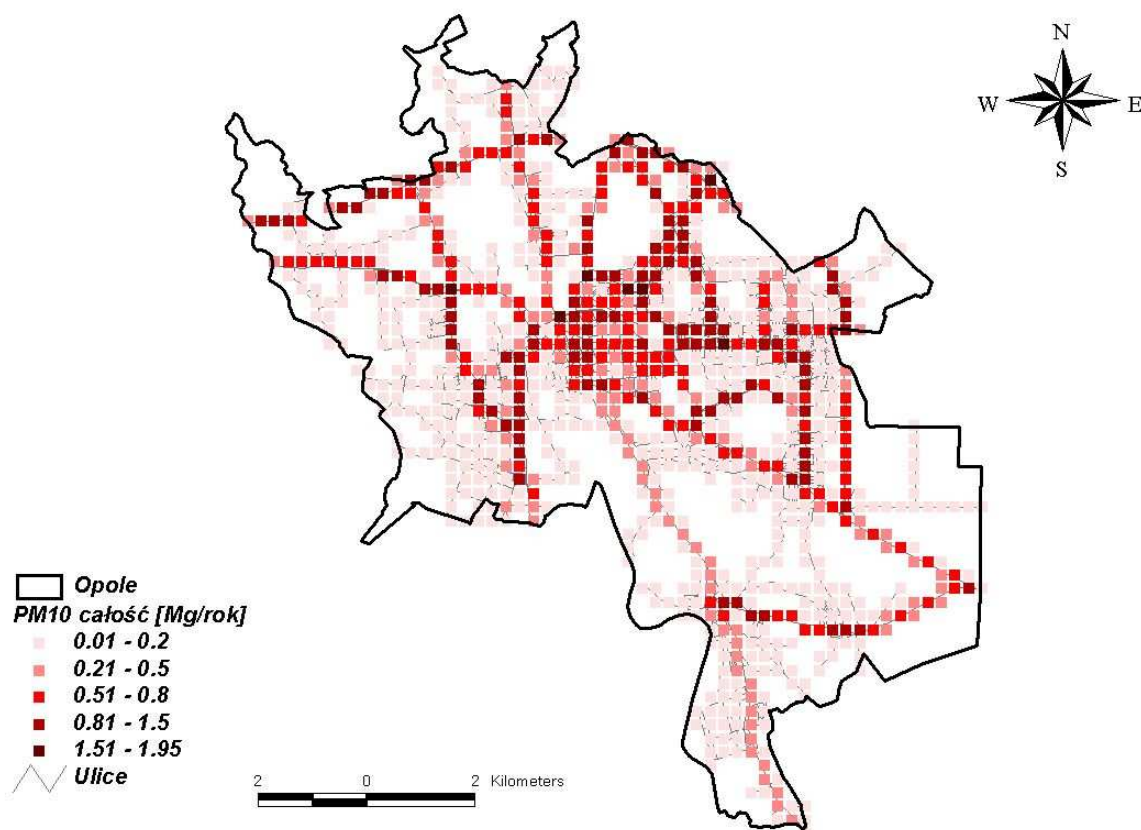 N
W E
S
Opole
PM10 całość [Mg/rok]
0.01 - 0.2
0.21 - 0.5
0.51 - 0.8
0.81 - 1.5
1.51 - 1.95
Ulice
2 0 2 Kilometers